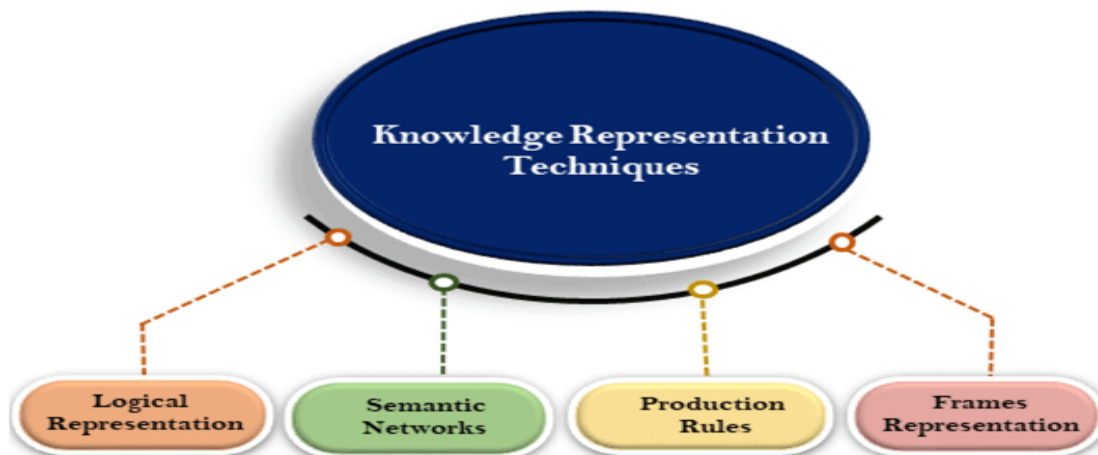 Knowledge Representation
Techniques
Logical
Representation
Semantic
Networks
Production
Rules
Frames
Representation